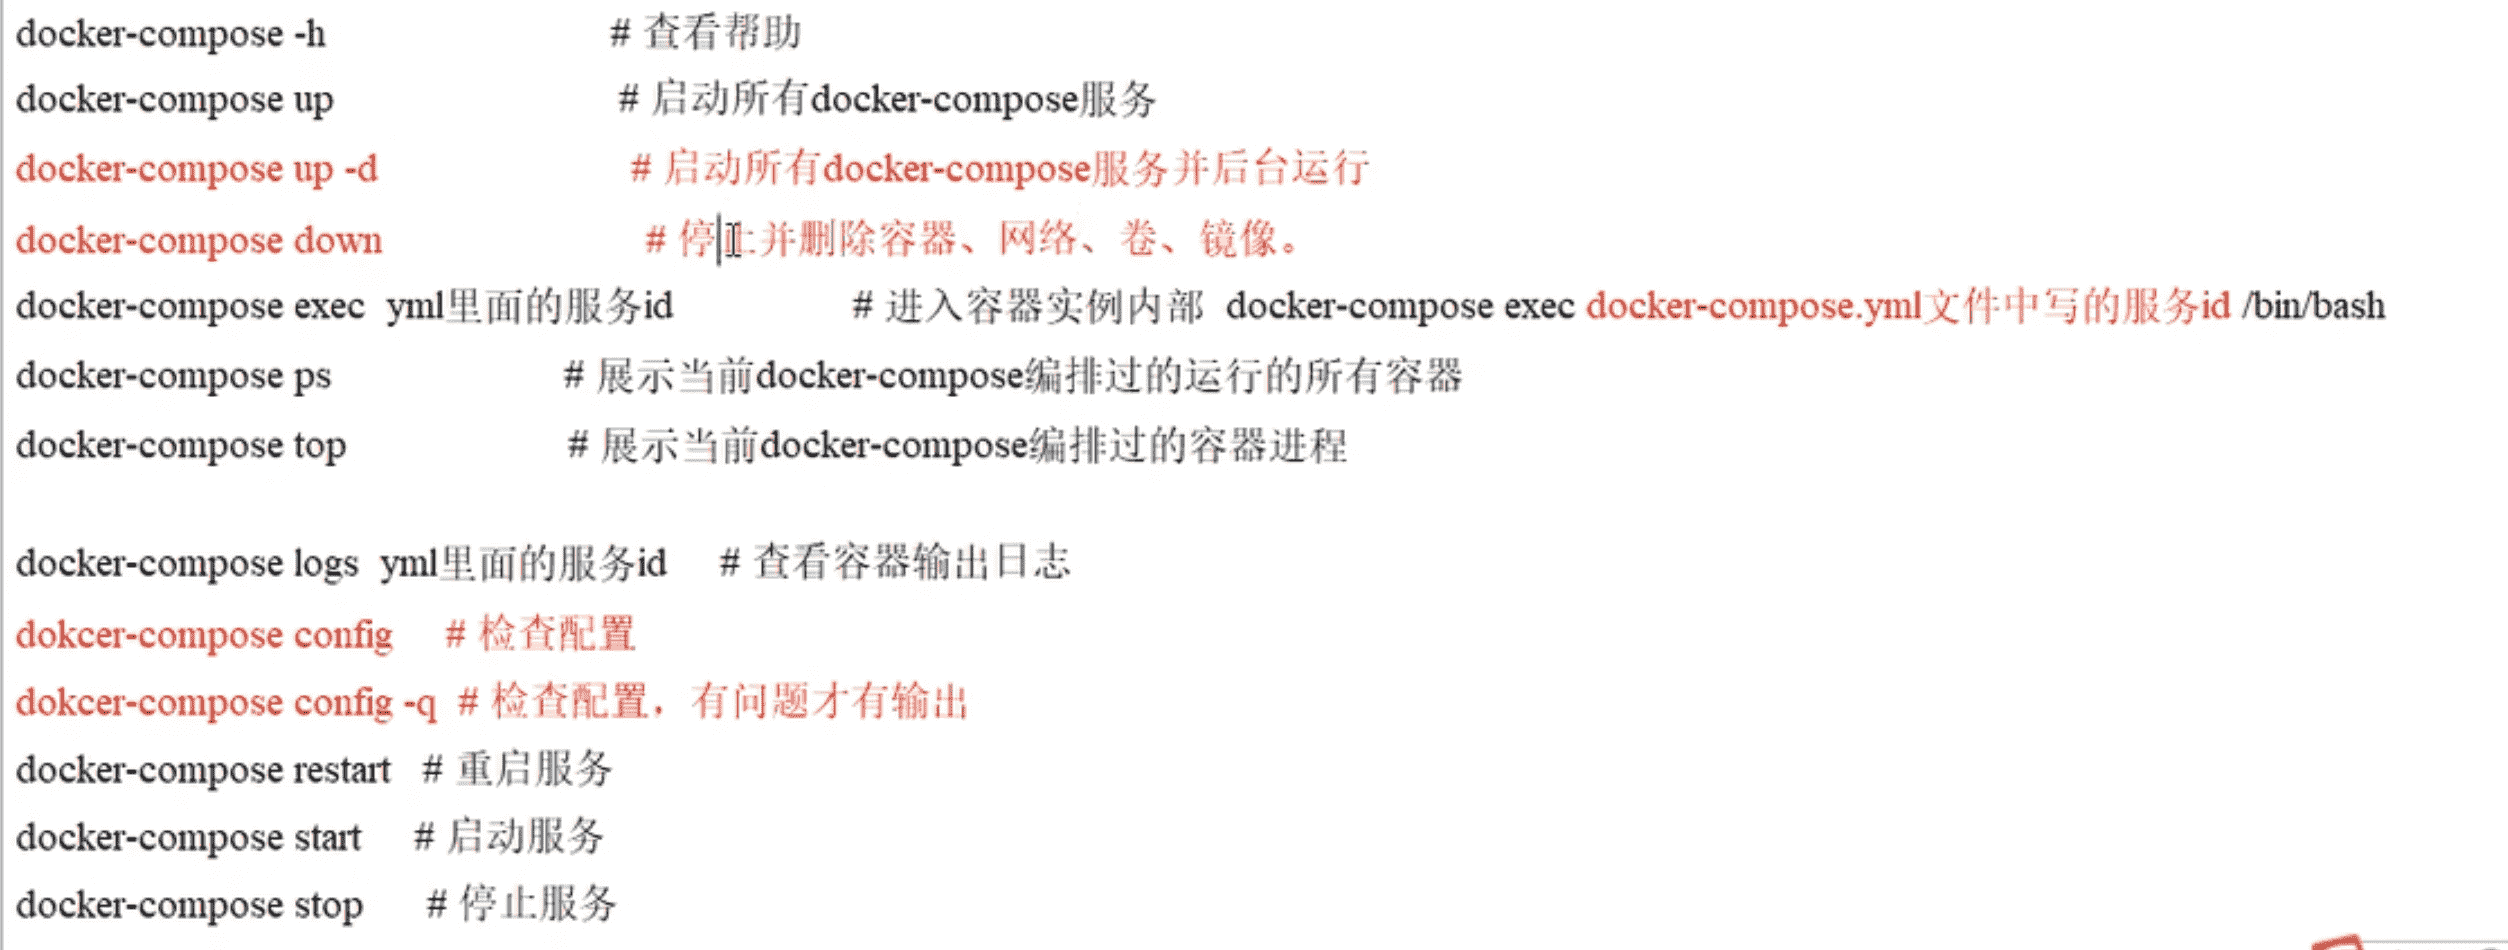 docker-compose -h # 查看帮助
docker-compose up # 启动所有docker-compose服务
docker-compose up -d # 启动所有docker-compose服务并后台运行
docker-compose down # 停止并删除容器、网络、卷、镜像。
docker-compose exec yml里面的服务id # 进入容器实例内部 docker-compose exec docker-compose.yml文件中写的服务id /bin/bash
docker-compose ps # 展示当前docker-compose编排过的运行的所有容器
docker-compose top # 展示当前docker-compose编排过的容器进程
docker-compose logs yml里面的服务id # 查看容器输出日志
dokcer-compose config # 检查配置
dokcer-compose config -q # 检查配置，有问题才有输出
docker-compose restart # 重启服务
docker-compose start # 启动服务
docker-compose stop # 停止服务